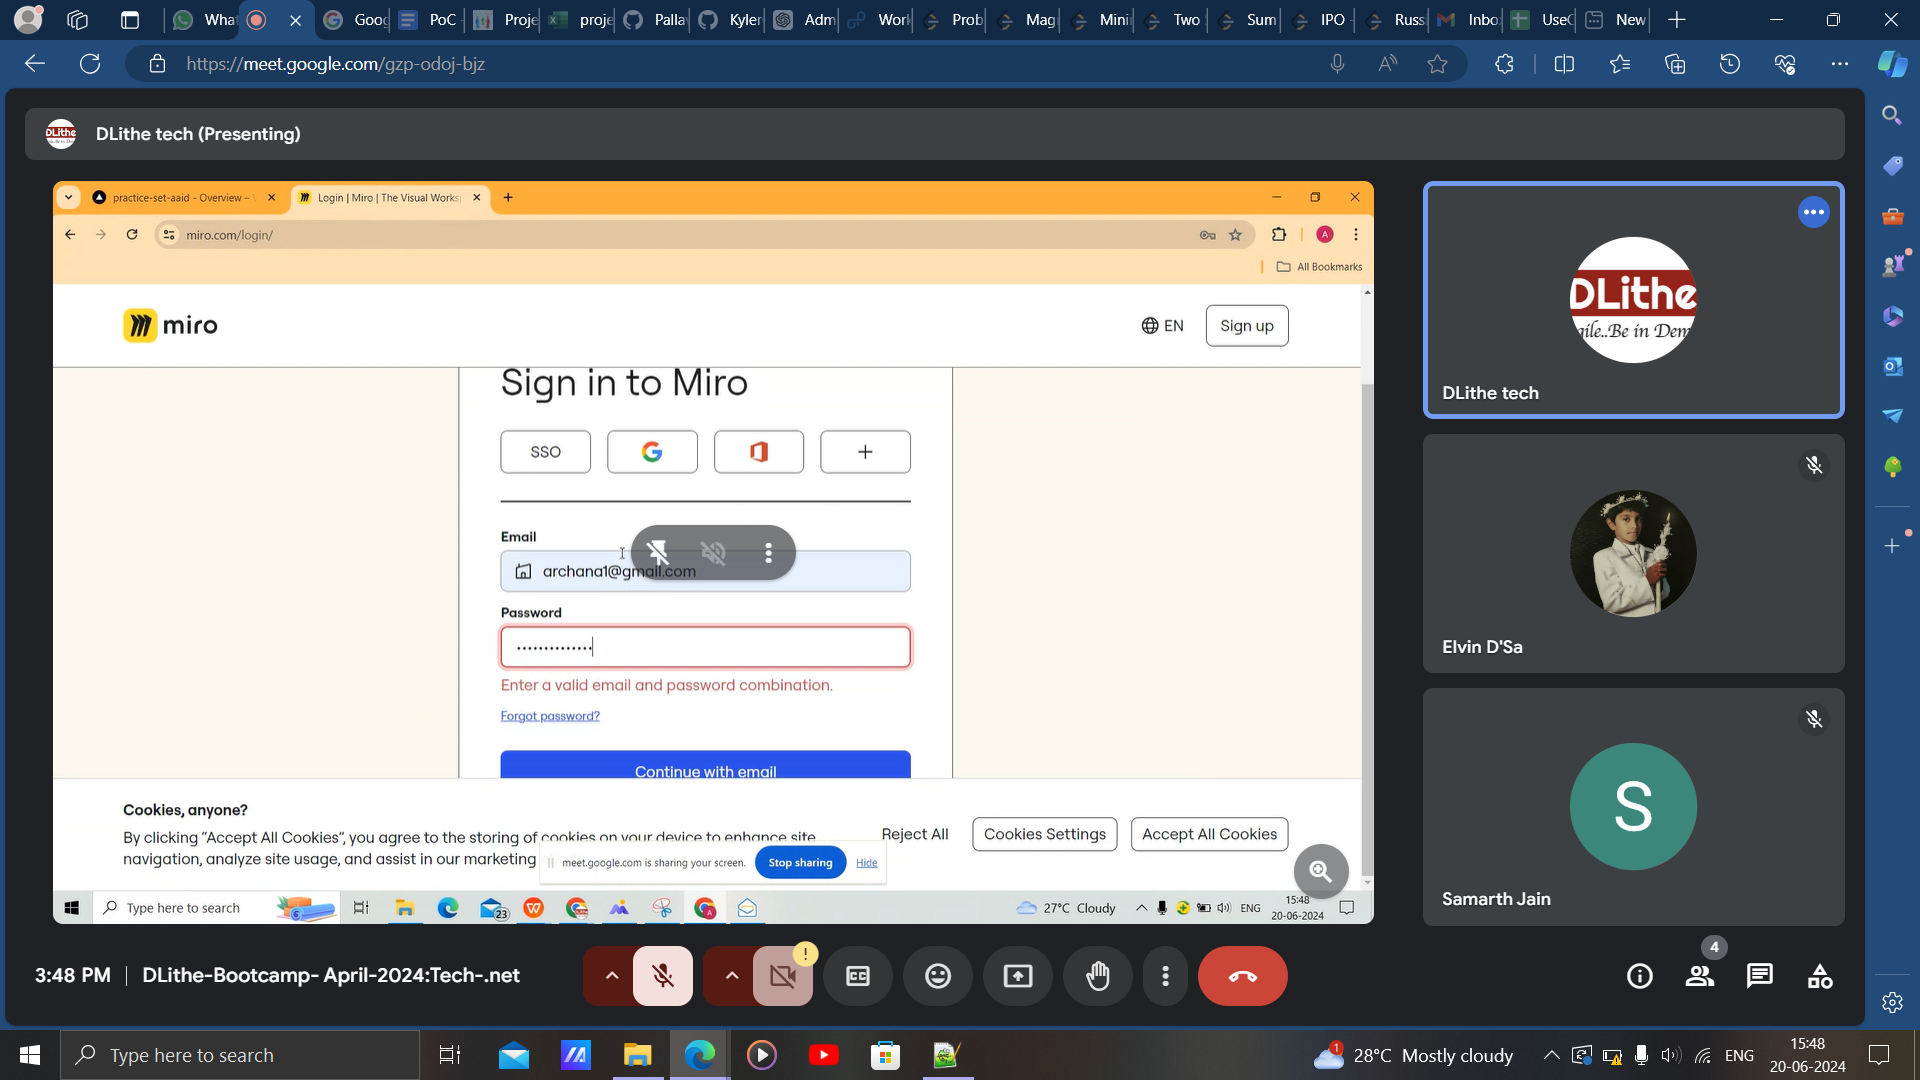 Wha
Goog
PoC
Proje
proje
Palla
Kyler
Adm
Work
Prob
Mag
Mini
Two
Sum
IPO
Russ
Inbo
New
https://meet.google.com/gzp-odoj-bjz
DLithe
DLithe tech (Presenting)
practice-set-aaid - Overview –
Login | Miro | The Visual Works
miro.com/login/
A
All Bookmarks
miro
EN
Sign up
Sign in to Miro
SSO
Email
archana1@gmail.com
Password
Enter a valid email and password combination.
Forgot password?
Continue with email
Cookies, anyone?
By clicking “Accept All Cookies”, you agree to the storing of cookies on your device to enhance site
navigation, analyze site usage, and assist in our marketing
Reject All
Cookies Settings
Accept All Cookies
meet.google.com is sharing your screen.
Stop sharing
Hide
Type here to search
23
27°C Cloudy
ENG
15:48
20-06-2024
DLithe
gile..Be in Dem
DLithe tech
Elvin D'Sa
S
Samarth Jain
3:48 PM
DLithe-Bootcamp- April-2024:Tech-.net
!
4
Type here to search
1
28°C Mostly cloudy
ENG
15:48
20-06-2024